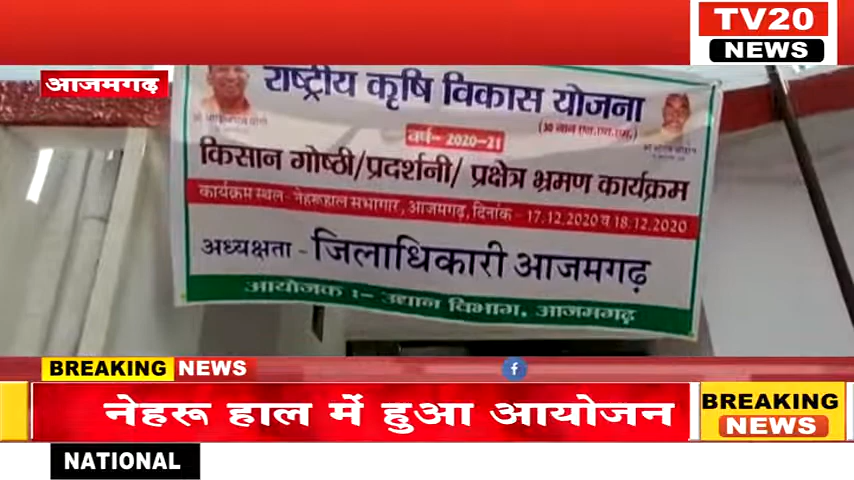 TV20
NEWS
आजमगढ़
राष्ट्रीय कृषि विकास योजना
वर्ष- 2020-21
किसान गोष्ठी/प्रदर्शनी/ प्रक्षेत्र भ्रमण कार्यक्रम
कार्यक्रम स्थल- नेहरूहाल सभागार, आजमगढ़, दिनांक - 17.12.2020 व 18.12.2020
अध्यक्षता - जिलाधिकारी आजमगढ़
आयोजक :- उद्यान विभाग, आजमगढ़
BREAKING NEWS
नेहरू हाल में हुआ आयोजन
BREAKING
NEWS
NATIONAL